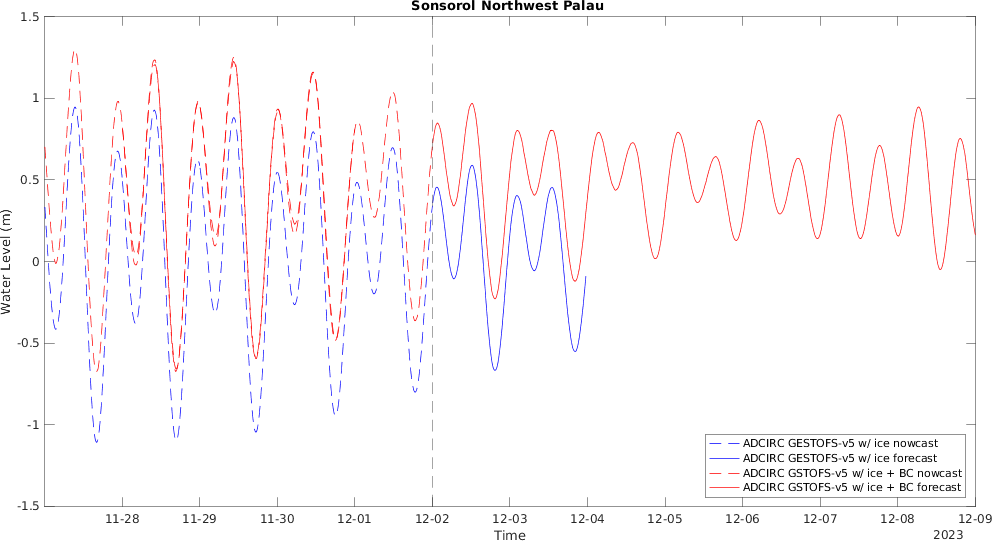 Sonsorol Northwest Palau
1.5
1
0.5
0
-0.5
-1
-1.5
Water Level (m)
11-28
11-29
11-30
12-01
12-02
12-03
12-04
12-05
12-06
12-07
12-08
12-09
Time
2023
ADCIRC GESTOFS-v5 w/ ice nowcast
ADCIRC GESTOFS-v5 w/ ice forecast
ADCIRC GSTOFS-v5 w/ ice + BC nowcast
ADCIRC GSTOFS-v5 w/ ice + BC forecast